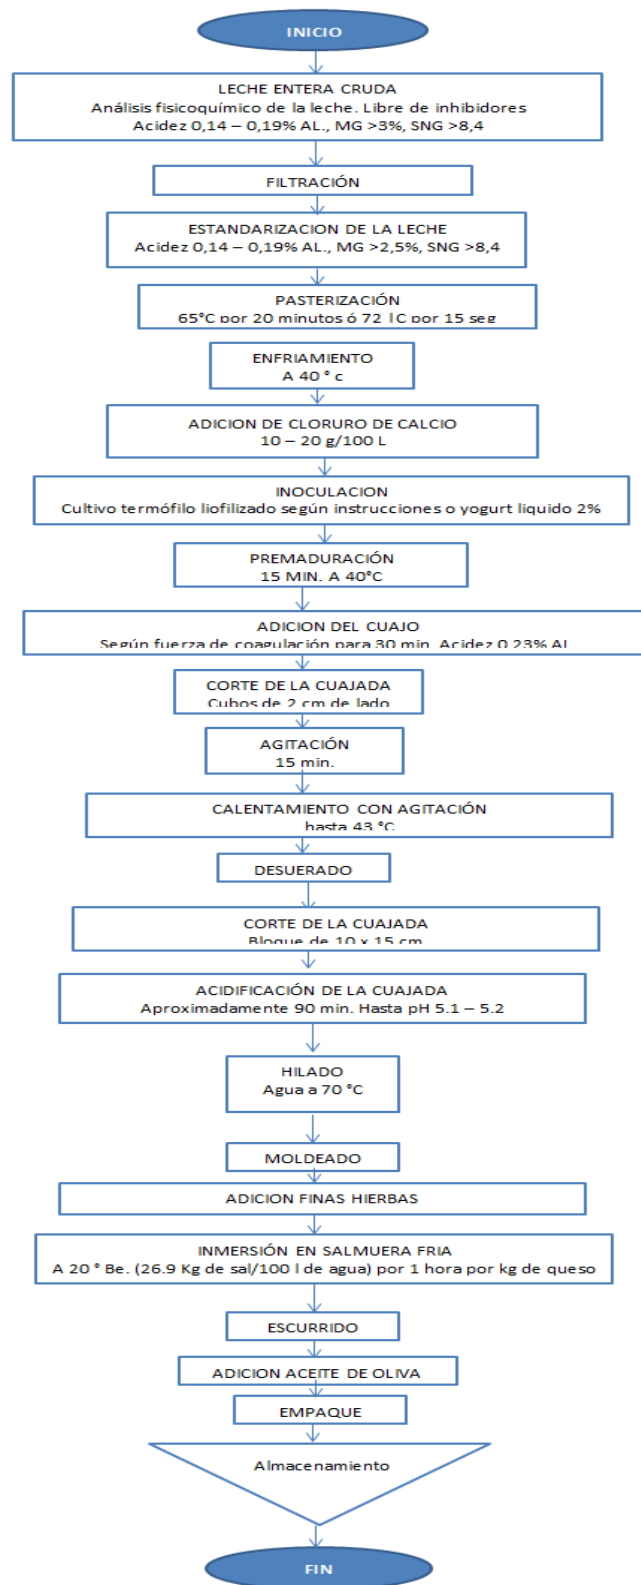 INICIO
LECHE ENTERA CRUDA
Análisis fisicoquímico de la leche. Libre de inhibidores
Acidez 0,14 – 0,19% AL., MG >3%, SNG >8,4
FILTRACIÓN
ESTANDARIZACION DE LA LECHE
Acidez 0,14 – 0,19% AL., MG >2,5%, SNG >8,4
PASTERIZACIÓN
65°C por 20 minutos ó 72 |C por 15 seg
ENFRIAMIENTO
A 40 ° c
ADICION DE CLORURO DE CALCIO
10 – 20 g/100 L
INOCULACION
Cultivo termófilo liofilizado según instrucciones o yogurt liquido 2%
PREMADURACIÓN
15 MIN. A 40°C
ADICION DEL CUAJO
Según fuerza de coagulación para 30 min. Acidez 0,23% AL
CORTE DE LA CUAJADA
Cubos de 2 cm de lado
AGITACIÓN
15 min.
CALENTAMIENTO CON AGITACIÓN
hasta 43 °C
DESUERADO
CORTE DE LA CUAJADA
Bloque de 10 x 15 cm
ACIDIFICACIÓN DE LA CUAJADA
Aproximadamente 90 min. Hasta pH 5.1 – 5.2
HILADO
Agua a 70 °C
MOLDEADO
ADICION FINAS HIERBAS
INMERSIÓN EN SALMUERA FRIA
A 20 ° Be. (26.9 Kg de sal/100 l de agua) por 1 hora por kg de queso
ESCURRIDO
ADICION ACEITE DE OLIVA
EMPAQUE
Almacenamiento
FIN